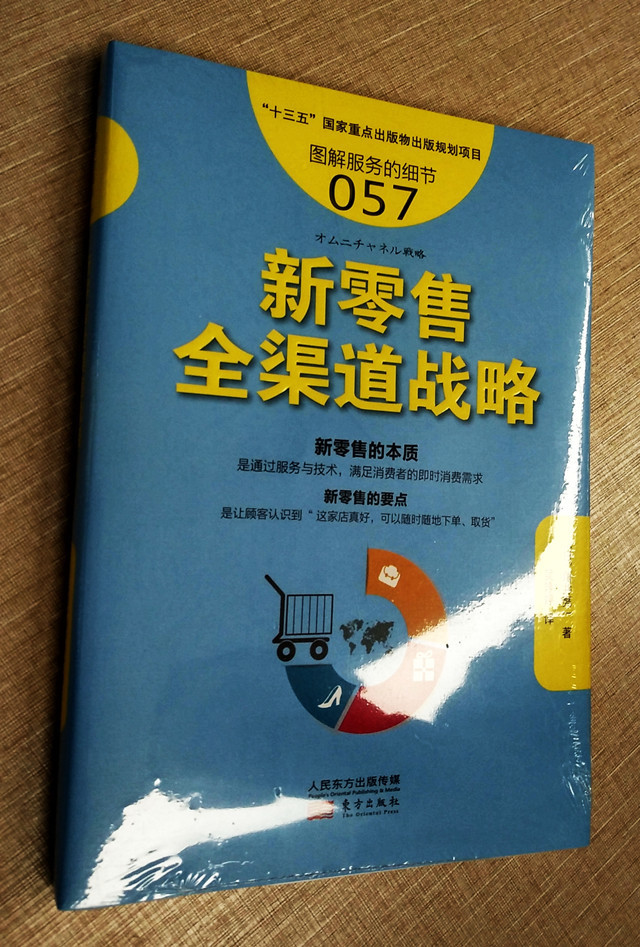 “十三五”国家重点出版物出版规划项目
图解服务的细节
057
オムニチャネル戦略
新零售
全渠道战略
新零售的本质
是通过服务与技术，满足消费者的即时消费需求
新零售的要点
是让顾客认识到“这家店真好，可以随时随地下单、取货”
著
译
人民东方出版传媒
People's Oriental Publishing & Media
东方出版社
The Oriental Press